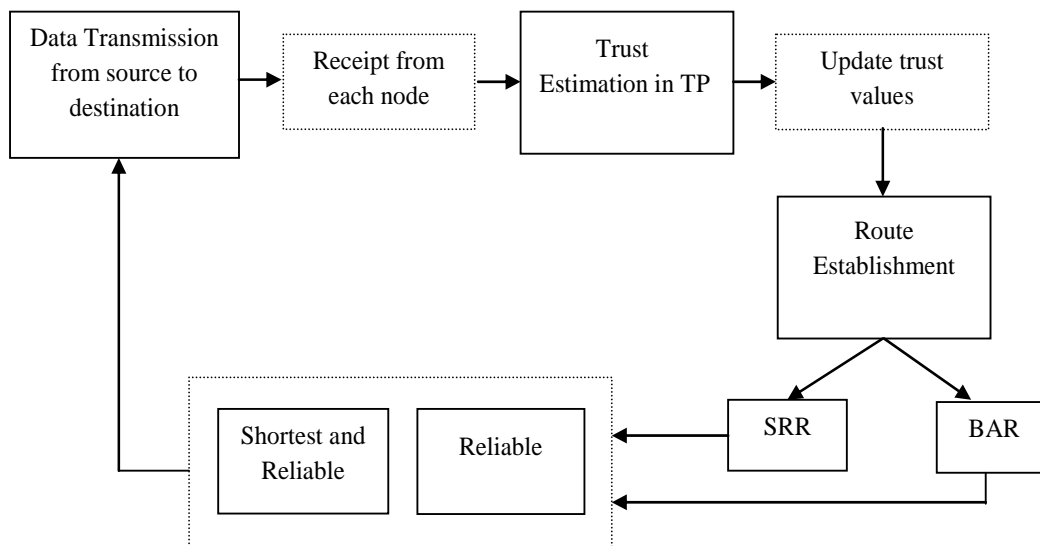 Data Transmission
from source to
destination
Receipt from
each node
Trust
Estimation in TP
Update trust
values
Route
Establishment
SRR
BAR
Shortest and
Reliable
Reliable